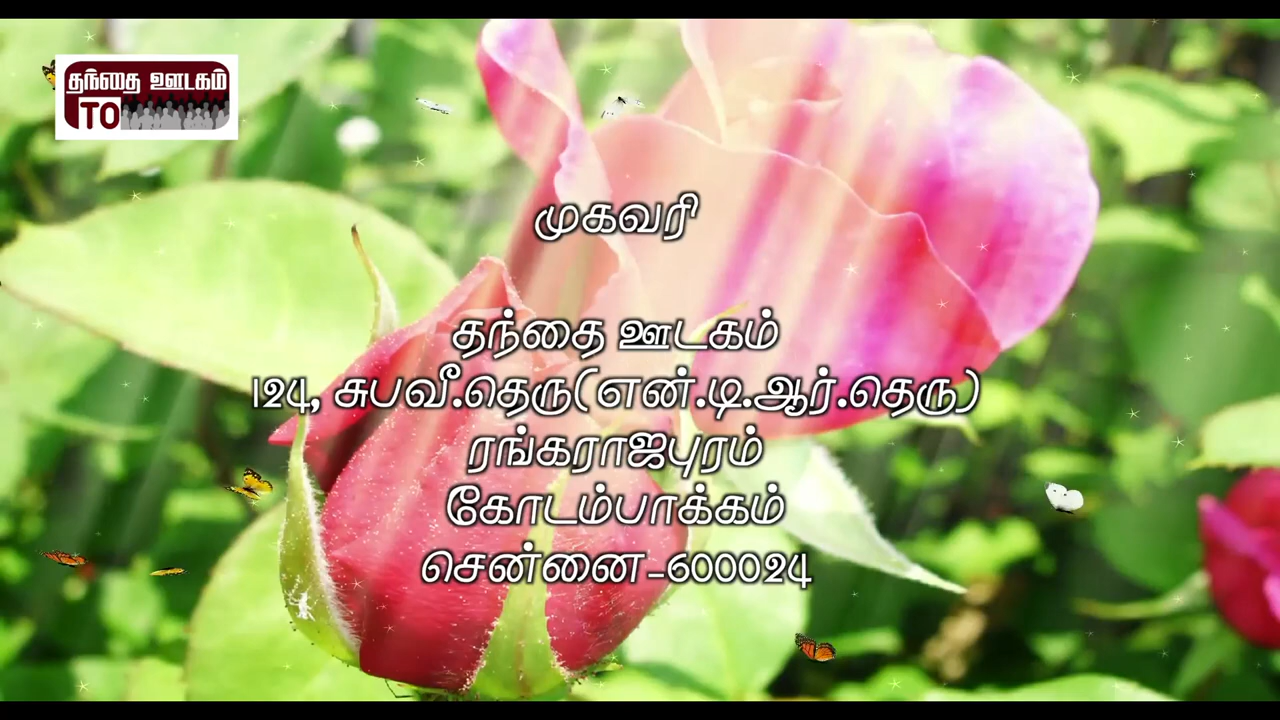 தந்தை ஊடகம்
TO
முகவரி
தந்தை ஊடகம்
124, சுபவீ.தெரு(என்.டி.ஆர்.தெரு)
ரங்கராஜபுரம்
கோடம்பாக்கம்
சென்னை-600024